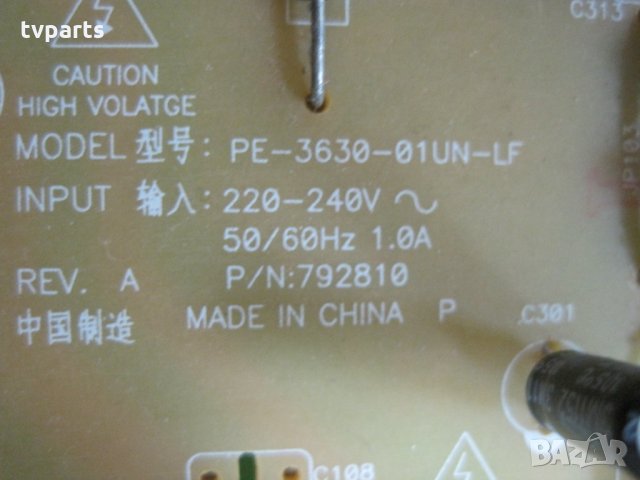 tvparts
C313
CAUTION
HIGH VOLATGE
MODEL 型号: PE-3630-01UN-LF
INPUT 输入: 220-240V ~
50/60Hz 1.0A
REV. A P/N:792810
中国制造 MADE IN CHINA P
C301
C108
BAZAR